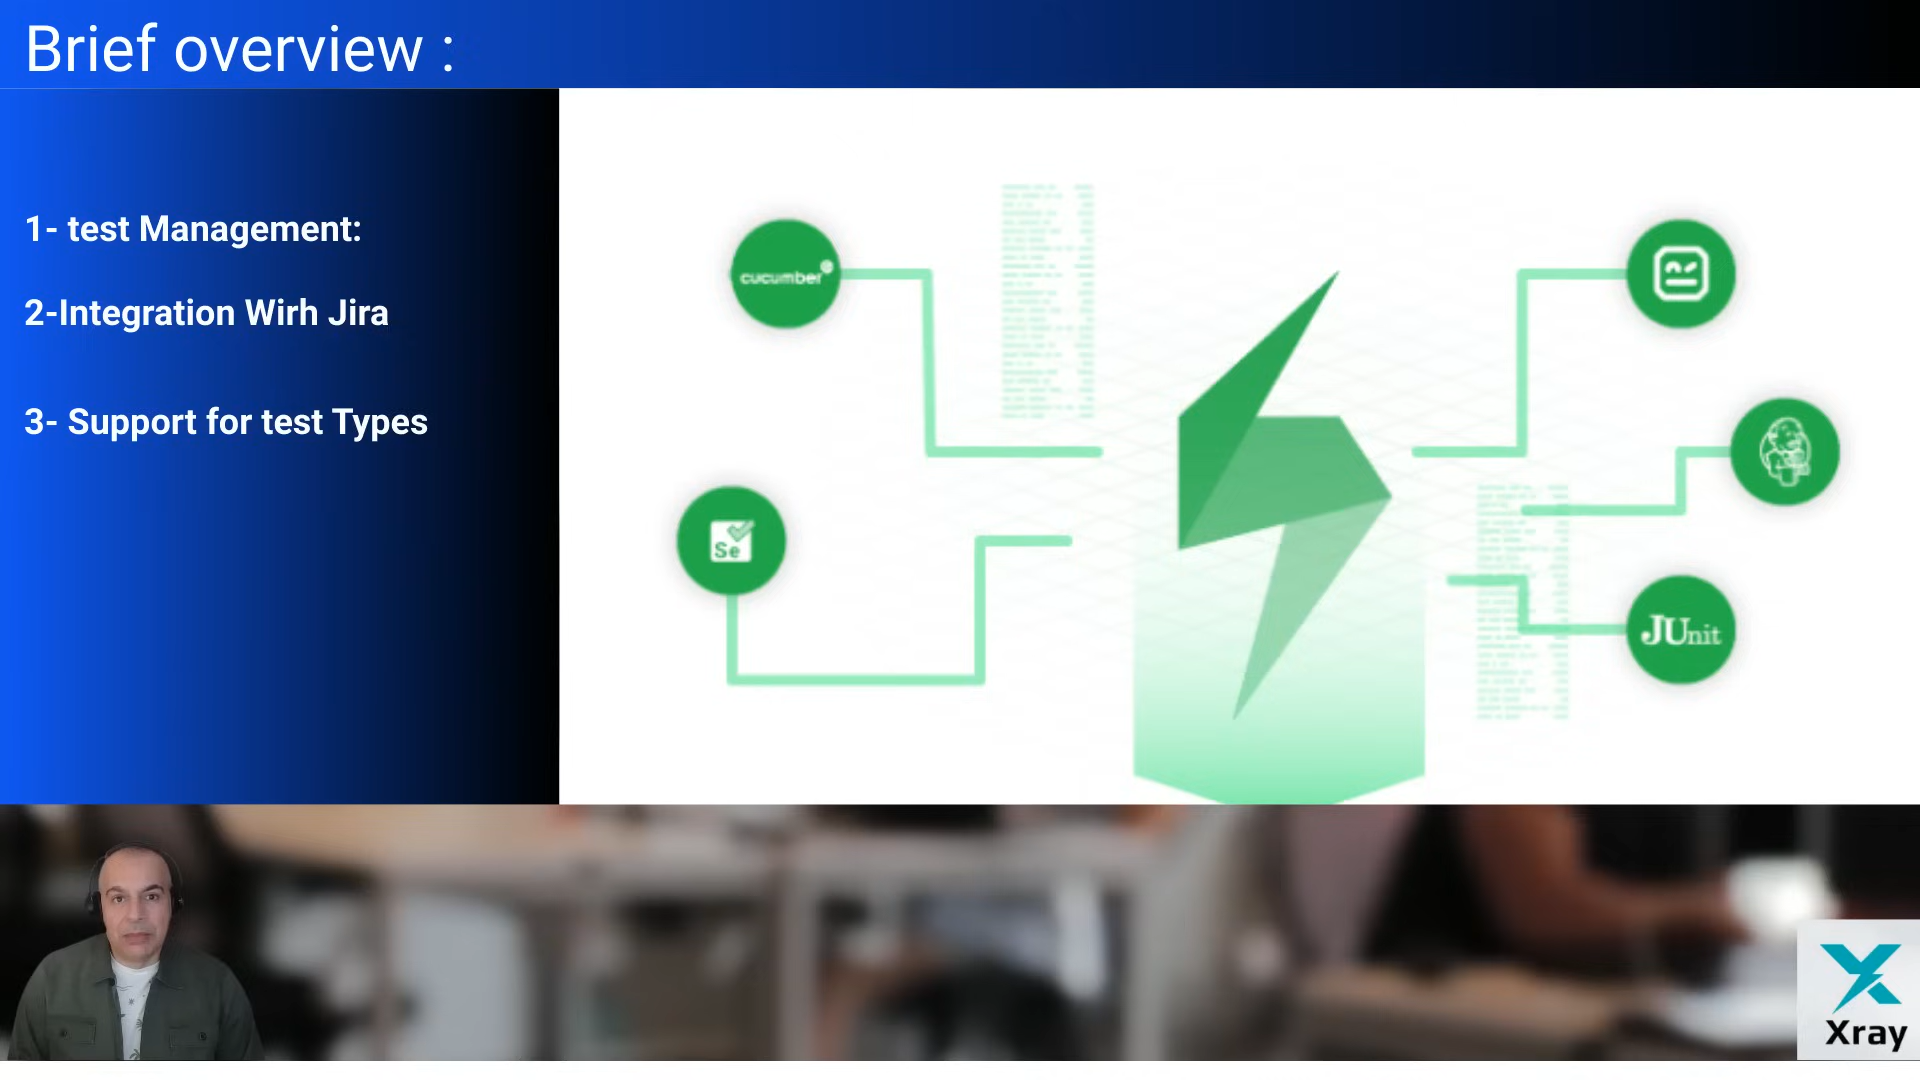 Brief overview :
1- test Management:
2-Integration Wirh Jira
3- Support for test Types
cucumber
Se
JUnit
Xray